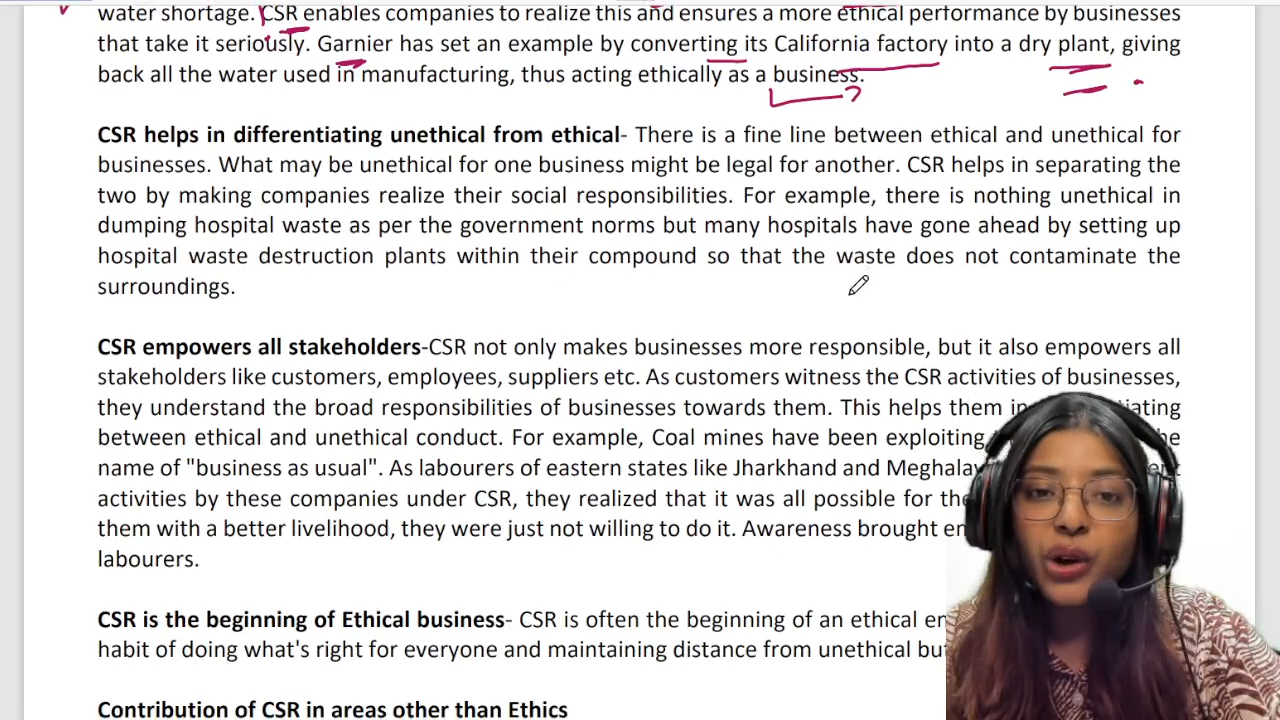 water shortage. CSR enables companies to realize this and ensures a more ethical performance by businesses
that take it seriously. Garnier has set an example by converting its California factory into a dry plant, giving
back all the water used in manufacturing, thus acting ethically as a business.
CSR helps in differentiating unethical from ethical- There is a fine line between ethical and unethical for
businesses. What may be unethical for one business might be legal for another. CSR helps in separating the
two by making companies realize their social responsibilities. For example, there is nothing unethical in
dumping hospital waste as per the government norms but many hospitals have gone ahead by setting up
hospital waste destruction plants within their compound so that the waste does not contaminate the
surroundings.
CSR empowers all stakeholders-CSR not only makes businesses more responsible, but it also empowers all
stakeholders like customers, employees, suppliers etc. As customers witness the CSR activities of businesses,
they understand the broad responsibilities of businesses towards them. This helps them
between ethical and unethical conduct. For example, Coal mines have been exploiting
name of "business as usual". As labourers of eastern states like Jharkhand and
activities by these companies under CSR, they realized that it was all possible for
them with a better livelihood, they were just not willing to do it. Awareness brought
labourers.
CSR is the beginning of Ethical business- CSR is often the beginning of an ethical
habit of doing what's right for everyone and maintaining distance from unethical
Contribution of CSR in areas other than Ethics